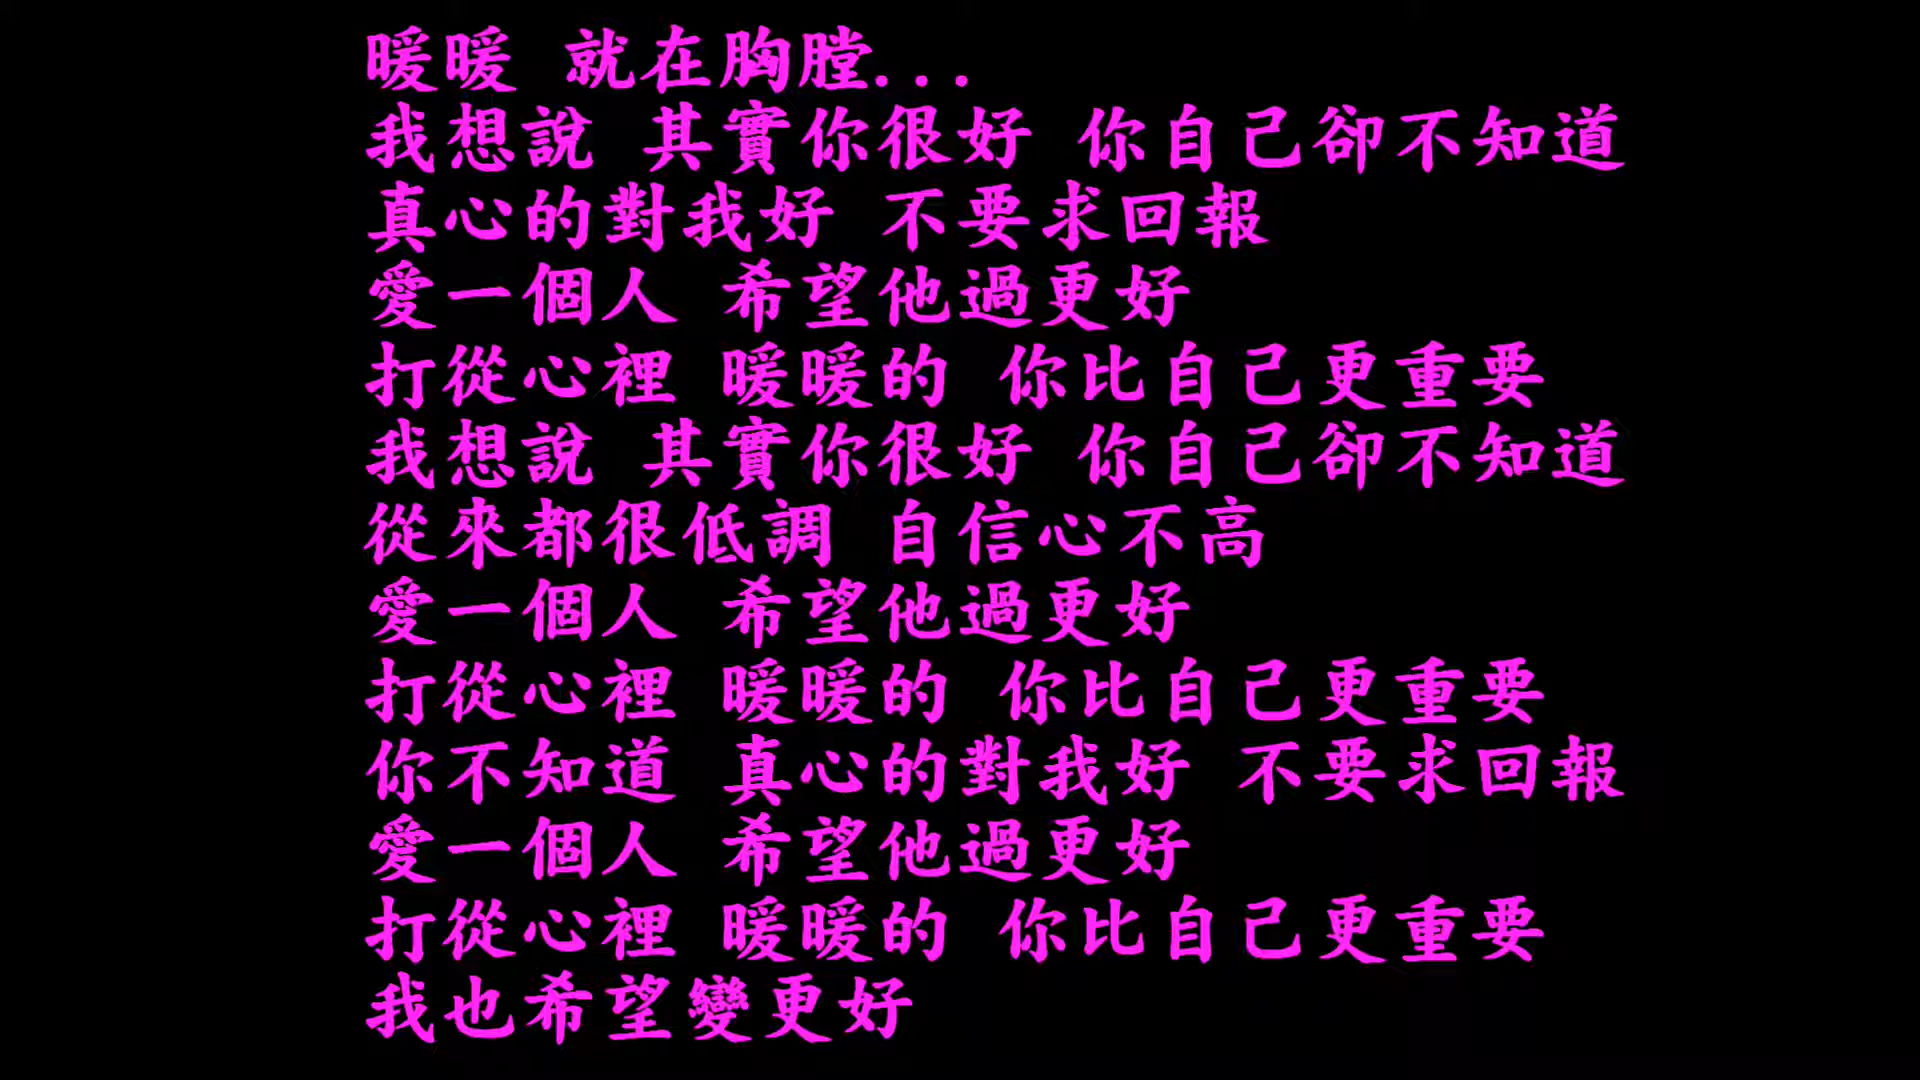 暖暖 就在胸膛...
我想說 其實你很好 你自己卻不知道
真心的對我好 不要求回報
愛一個人 希望他過更好
打從心裡 暖暖的 你比自己更重要
我想說 其實你很好 你自己卻不知道
從來都很低調 自信心不高
愛一個人 希望他過更好
打從心裡 暖暖的 你比自己更重要
你不知道 真心的對我好 不要求回報
愛一個人 希望他過更好
打從心裡 暖暖的 你比自己更重要
我也希望變更好